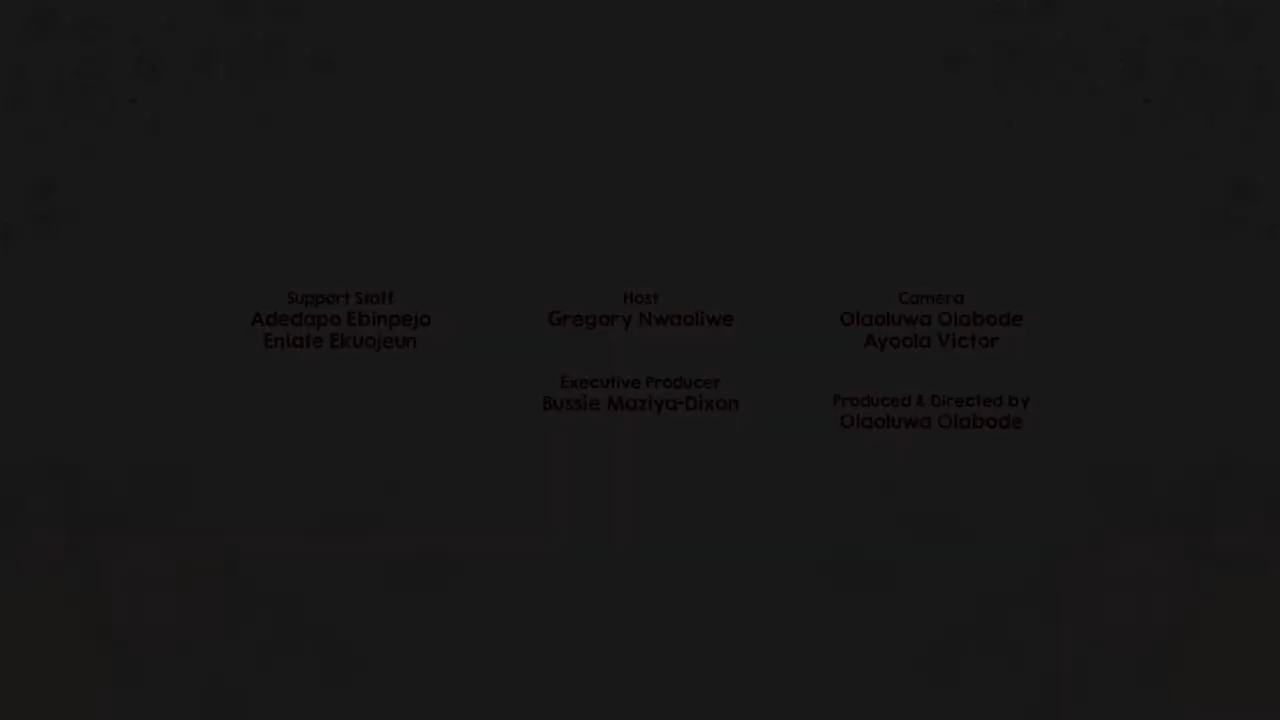 Support Staff
Adedapo Ebinpejo
Eniafe Ekuojeun
Host
Gregory Nwaoliwe
Executive Producer
Bussie Maziya-Dixon
Camera
Olaoluwa Olabode
Ayoola Victor
Produced & Directed by
Olaoluwa Olabode